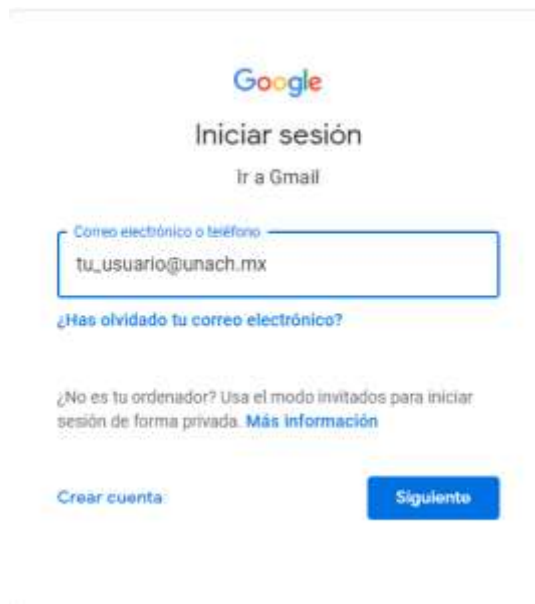 Google
Iniciar sesión
Ir a Gmail
Correo electrónico o teléfono
tu_usuario@unach.mx
¿Has olvidado tu correo electrónico?
¿No es tu ordenador? Usa el modo invitados para iniciar
sesión de forma privada. Más información
Crear cuenta
Siguiente